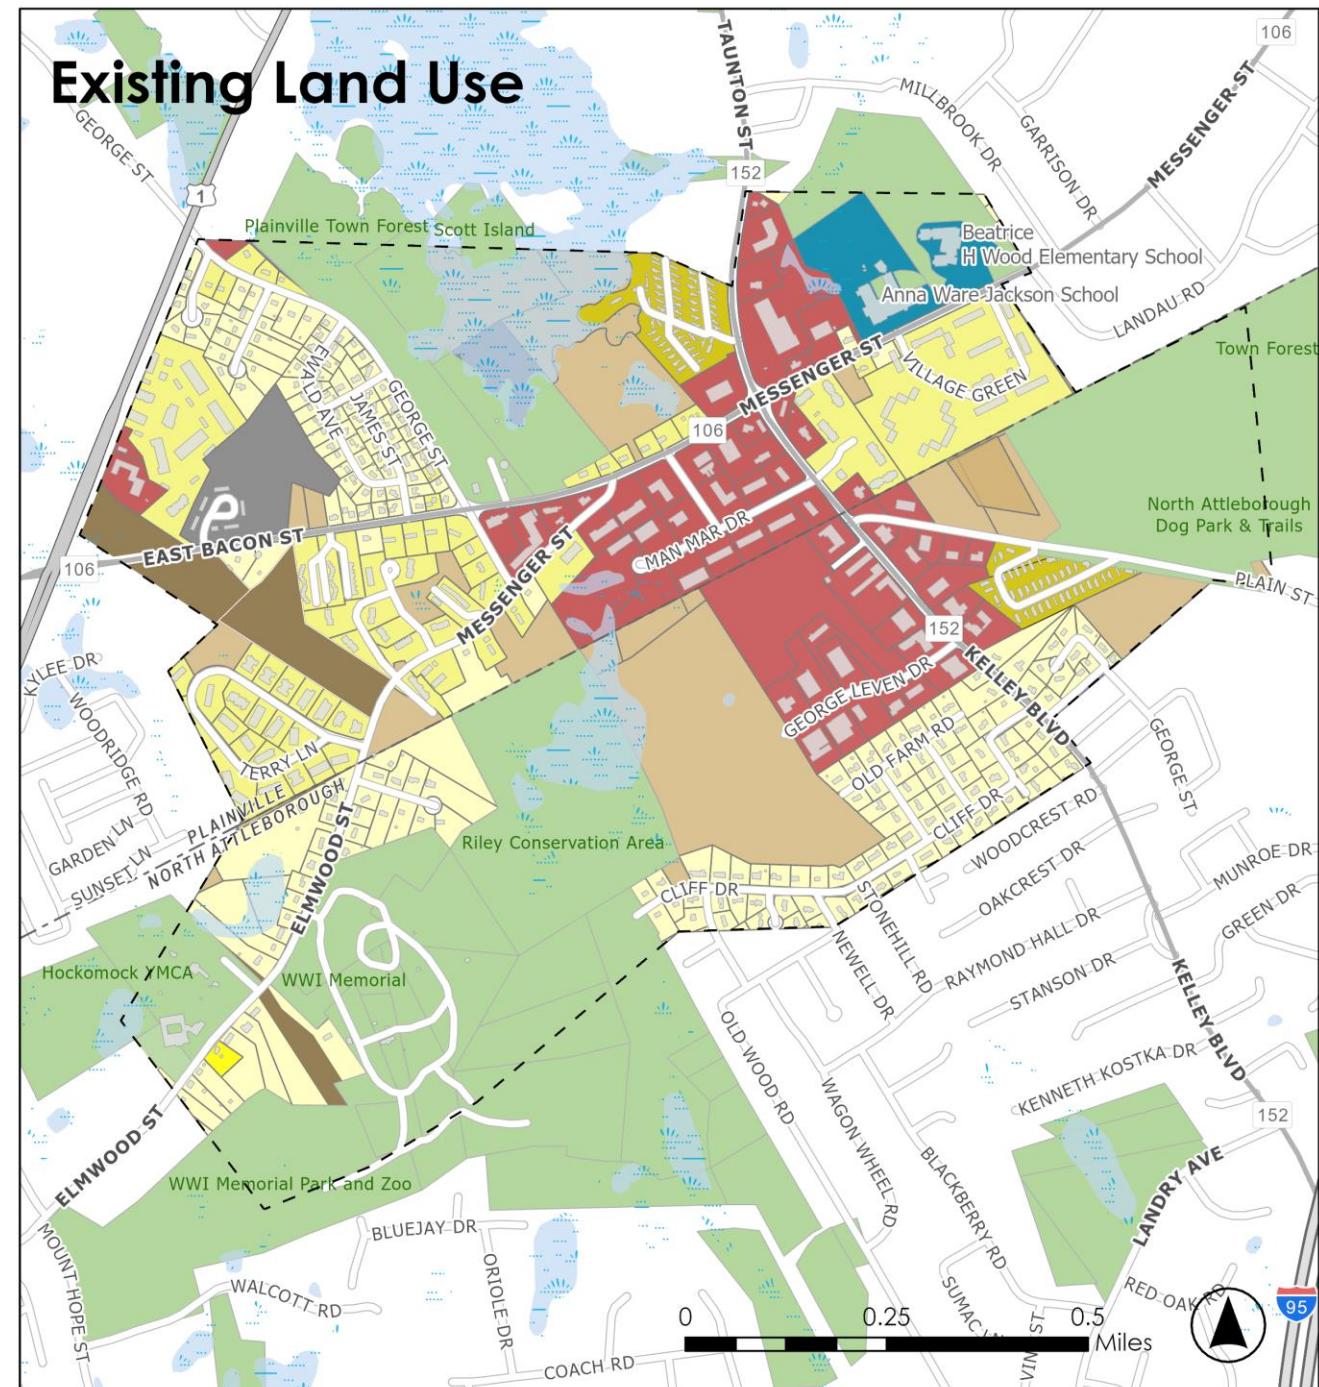 Existing Land Use
106
TAUNTON ST
MESSENGER ST
MILLBROOK DR
GARRISON DR
GEORGE ST
152
1
Plainville Town Forest
Scott Island
Beatrice
H Wood Elementary School
Anna Ware Jackson School
LANDAU RD
Town Forest
EWALD AVE
JAMES ST
GEORGE ST
MESSENGER ST
VILLAGE GREEN
106
North Attleborough
Dog Park & Trails
MAN MAR DR
EAST BACON ST
106
MESSENGER ST
PLAIN ST
152
KELLEY BLVD
KYLEE DR
WOODRIDGE RD
GEORGE LEVEN DR
OLD FARM RD
GEORGE ST
TERRY LN
PLAINVILLE
NORTH ATTLEBOROUGH
GARDEN LN
SUNSET LN
ELMWOOD ST
Riley Conservation Area
CLIFF DR
WOODCREST RD
CLIFF DR
OAKCREST DR
MUNROE DR
GREEN DR
STONEHILL RD
NEWELL DR
RAYMOND HALL DR
STANSON DR
KELLEY BLVD
Hockomock YMCA
WWI Memorial
OLD WOOD RD
WAGON WHEEL RD
KENNETH KOSTKA DR
152
BLACKBERRY RD
LANDRY AVE
ELMWOOD ST
WWI Memorial Park and Zoo
MOUNT HOPE ST
BLUEJAY DR
ORIOLE DR
WALCOTT RD
COACH RD
SUMAC LN
VINE ST
RED OAK RD
95
0
0.25
0.5
Miles